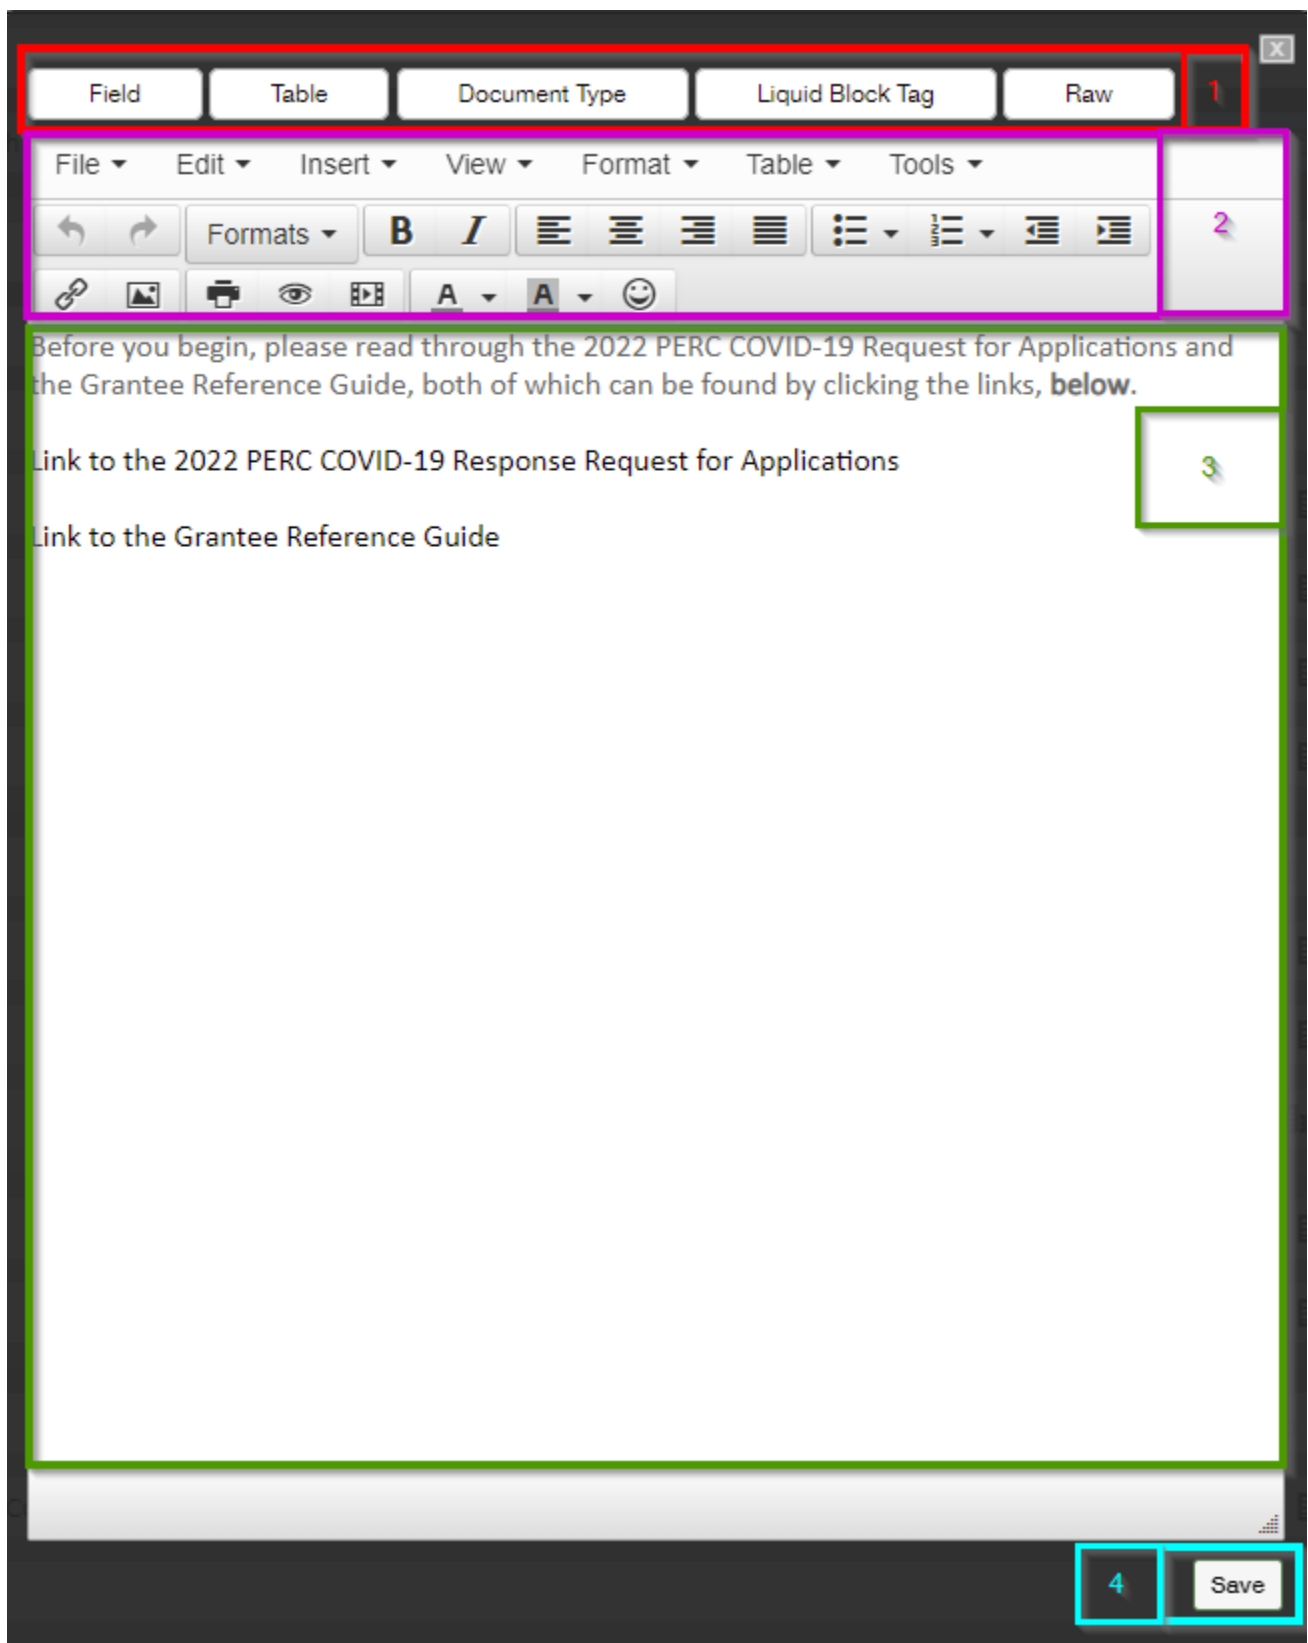 X
Field Table Document Type Liquid Block Tag Raw 1
File Edit Insert View Format Table Tools
Formats B I 2
A A
Before you begin, please read through the 2022 PERC COVID-19 Request for Applications and
the Grantee Reference Guide, both of which can be found by clicking the links, below.
Link to the 2022 PERC COVID-19 Response Request for Applications
3
Link to the Grantee Reference Guide
4 Save